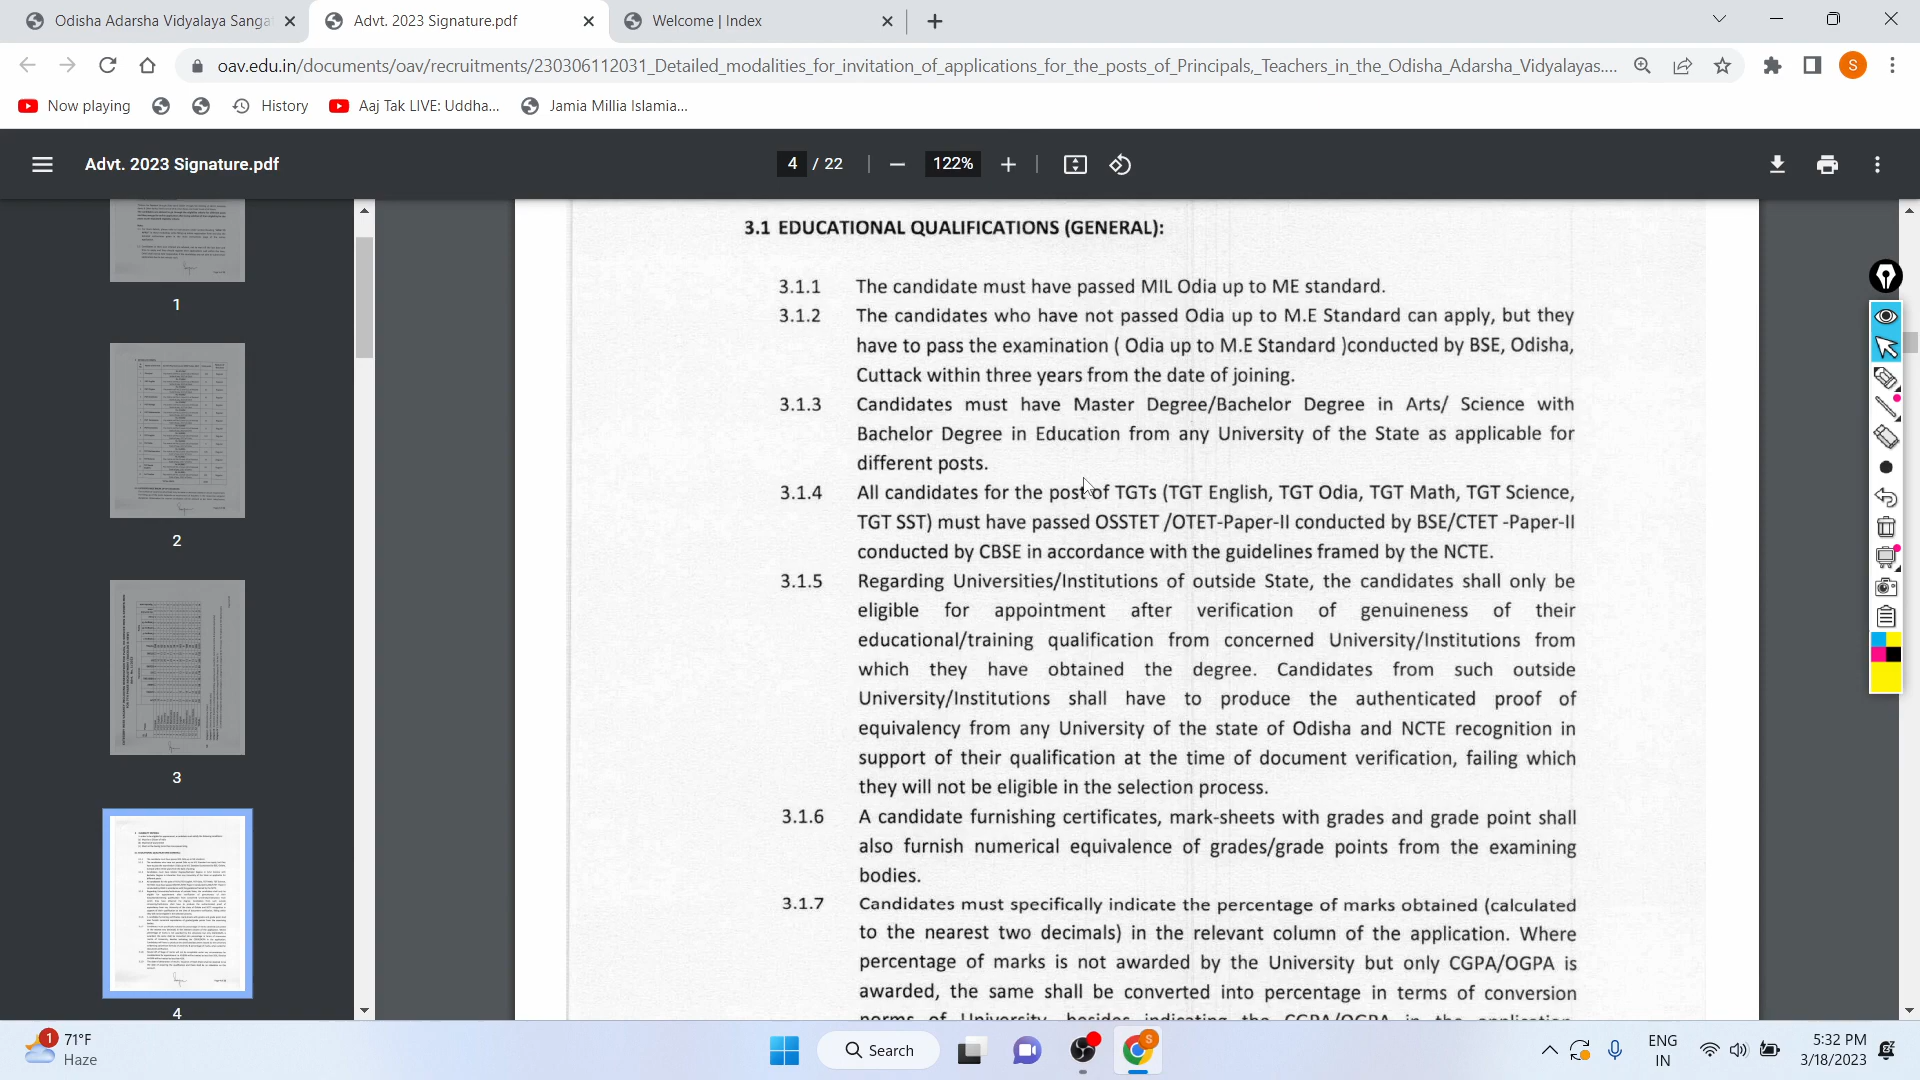 Odisha Adarsha Vidyalaya Sanga
Advt. 2023 Signature.pdf
Welcome | Index
oav.edu.in/documents/oav/recruitments/230306112031_Detailed_modalities_for_invitation_of_applications_for_the_posts_of_Principals,_Teachers_in_the_Odisha_Adarsha_Vidyalayas....
S
Now playing
History
Aaj Tak LIVE: Uddha...
Jamia Millia Islamia...
Advt. 2023 Signature.pdf
4 / 22
122%
1
2
3
4
3.1 EDUCATIONAL QUALIFICATIONS (GENERAL):
3.1.1 The candidate must have passed MIL Odia up to ME standard.
3.1.2 The candidates who have not passed Odia up to M.E Standard can apply, but they
have to pass the examination ( Odia up to M.E Standard )conducted by BSE, Odisha,
Cuttack within three years from the date of joining.
3.1.3 Candidates must have Master Degree/Bachelor Degree in Arts/ Science with
Bachelor Degree in Education from any University of the State as applicable for
different posts.
3.1.4 All candidates for the post of TGTs (TGT English, TGT Odia, TGT Math, TGT Science,
TGT SST) must have passed OSSTET /OTET-Paper-II conducted by BSE/CTET -Paper-II
conducted by CBSE in accordance with the guidelines framed by the NCTE.
3.1.5 Regarding Universities/Institutions of outside State, the candidates shall only be
eligible for appointment after verification of genuineness of their
educational/training qualification from concerned University/Institutions from
which they have obtained the degree. Candidates from such outside
University/Institutions shall have to produce the authenticated proof of
equivalency from any University of the state of Odisha and NCTE recognition in
support of their qualification at the time of document verification, failing which
they will not be eligible in the selection process.
3.1.6 A candidate furnishing certificates, mark-sheets with grades and grade point shall
also furnish numerical equivalence of grades/grade points from the examining
bodies.
3.1.7 Candidates must specifically indicate the percentage of marks obtained (calculated
to the nearest two decimals) in the relevant column of the application. Where
percentage of marks is not awarded by the University but only CGPA/OGPA is
awarded, the same shall be converted into percentage in terms of conversion
norms of University, besides indicating the CGPA/OGPA in the application.
1
71°F
Haze
Search
S
ENG
IN
5:32 PM
3/18/2023